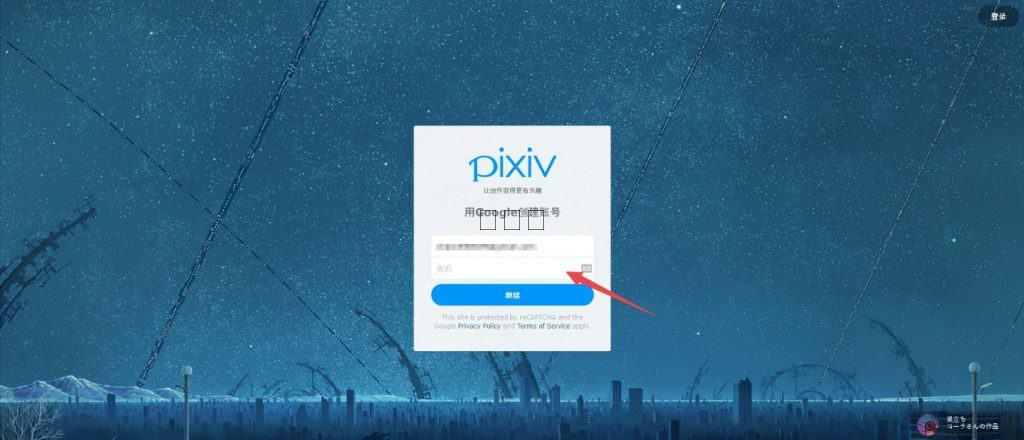 登录
pixiv
让创作变得更有乐趣
用Google创建账号
密码
继续
This site is protected by reCAPTCHA and the
Google Privacy Policy and Terms of Service apply.
巣立ち
コーラさんの作品